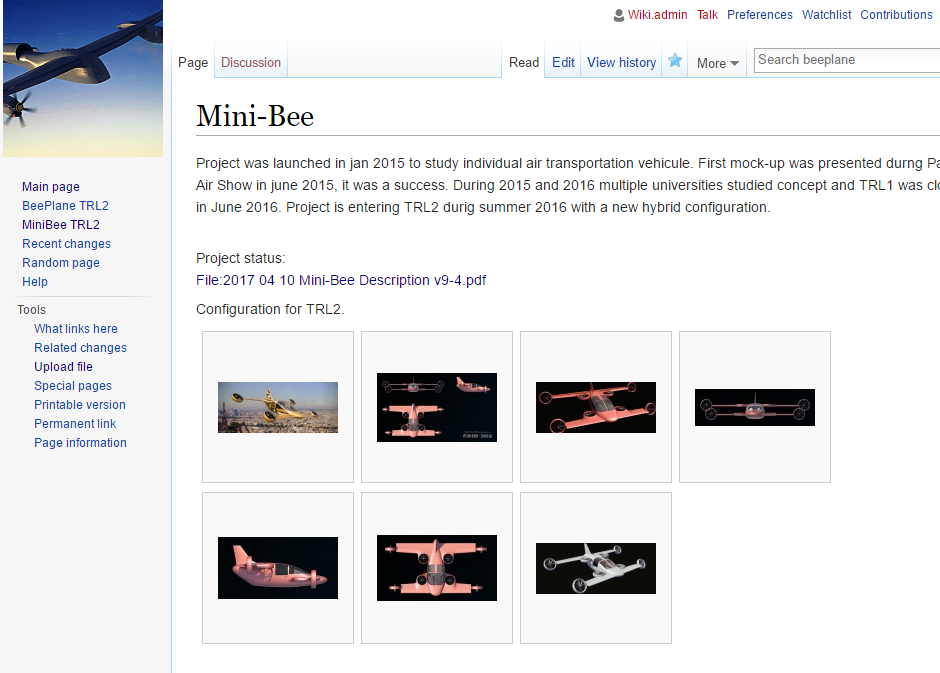 Wiki.admin Talk Preferences Watchlist Contributions
Page Discussion Read Edit View history More Search beeplane
Mini-Bee
Project was launched in jan 2015 to study individual air transportation vehicule. First mock-up was presented durng
Air Show in june 2015, it was a success. During 2015 and 2016 multiple universities studied concept and TRL1 was
in June 2016. Project is entering TRL2 durig summer 2016 with a new hybrid configuration.
Project status:
File:2017 04 10 Mini-Bee Description v9-4.pdf
Configuration for TRL2.
Main page
BeePlane TRL2
MiniBee TRL2
Recent changes
Random page
Help
Tools
What links here
Related changes
Upload file
Special pages
Printable version
Permanent link
Page information